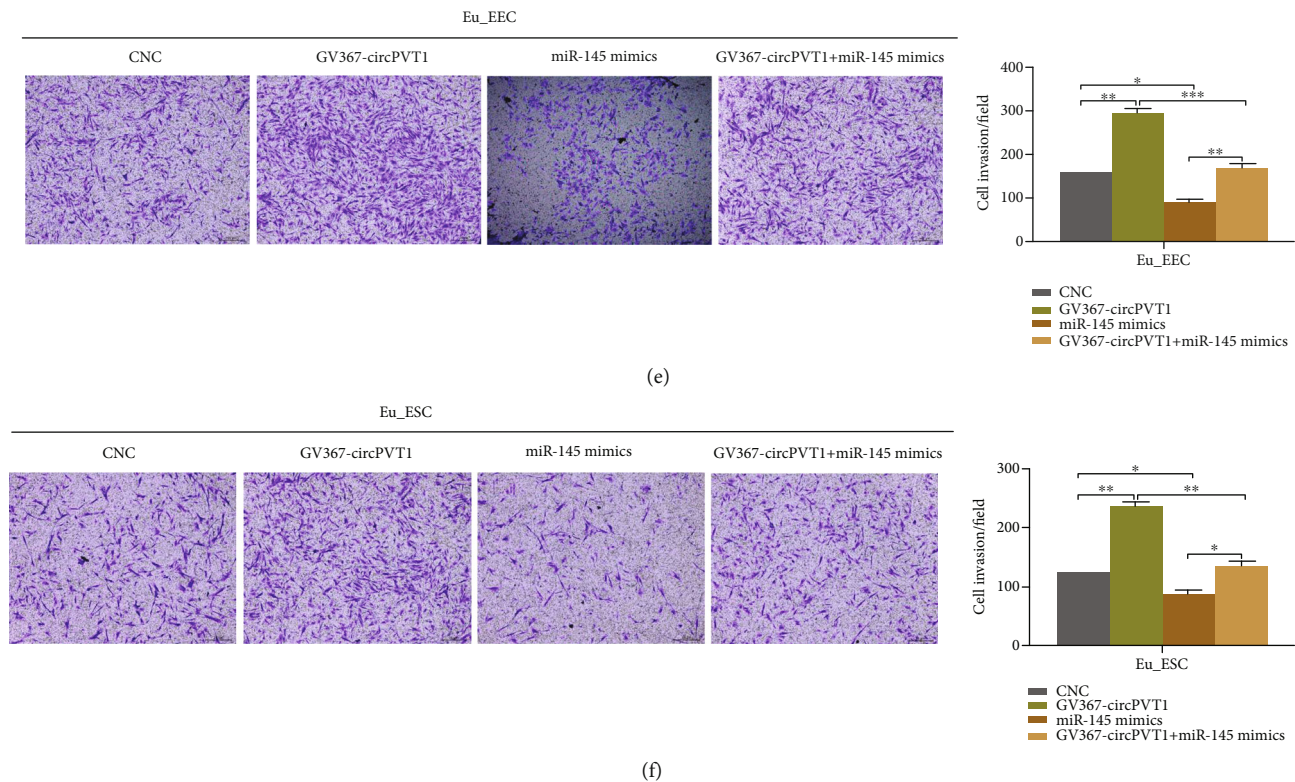 Eu_EEC
CNC
GV367-circPVT1
miR-145 mimics
GV367-circPVT1+miR-145 mimics
Cell invasion/field
400
300
200
100
0
*
**
***
**
Eu_EEC
CNC
GV367-circPVT1
miR-145 mimics
GV367-circPVT1+miR-145 mimics
(e)
Eu_ESC
CNC
GV367-circPVT1
miR-145 mimics
GV367-circPVT1+miR-145 mimics
Cell invasion/field
300
200
100
0
*
**
**
*
Eu_ESC
CNC
GV367-circPVT1
miR-145 mimics
GV367-circPVT1+miR-145 mimics
(f)